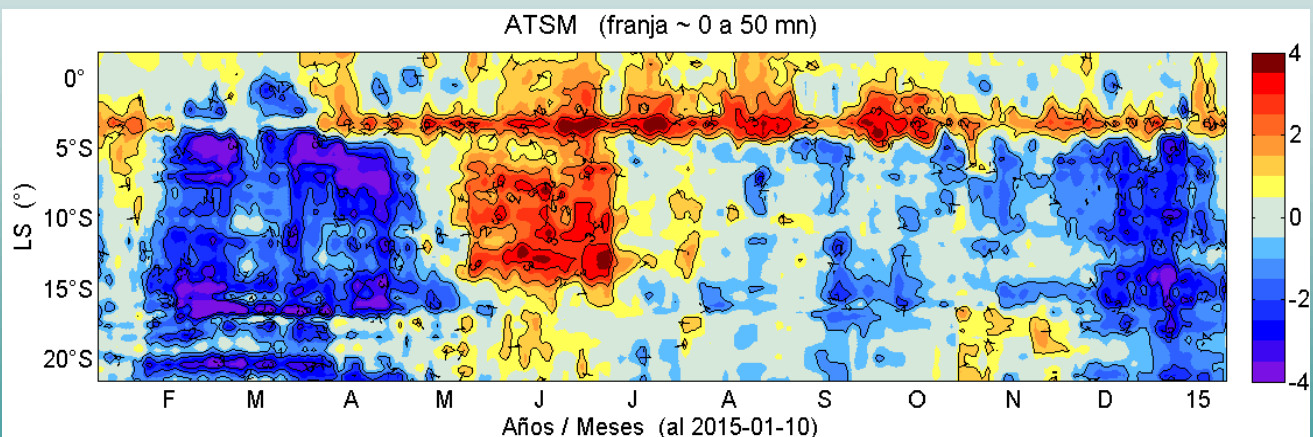 ATSM (franja ~ 0 a 50 mn)
LS (°)
0°
5°S
10°S
15°S
20°S
4
2
0
-2
-4
F M A M J J A S O N D 15
Años / Meses (al 2015-01-10)